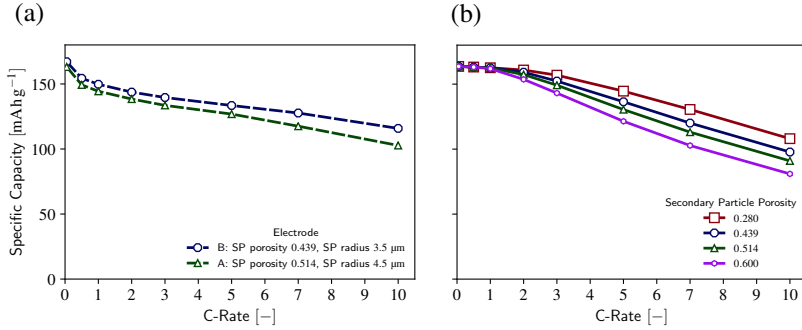 (a)
150
100
50
0
Specific Capacity [mAh g⁻¹]
Electrode
B: SP porosity 0.439, SP radius 3.5 µm
A: SP porosity 0.514, SP radius 4.5 µm
0 1 2 3 4 5 6 7 8 9 10
C-Rate [−]
(b)
Secondary Particle Porosity
0.280
0.439
0.514
0.600
0 1 2 3 4 5 6 7 8 9 10
C-Rate [−]